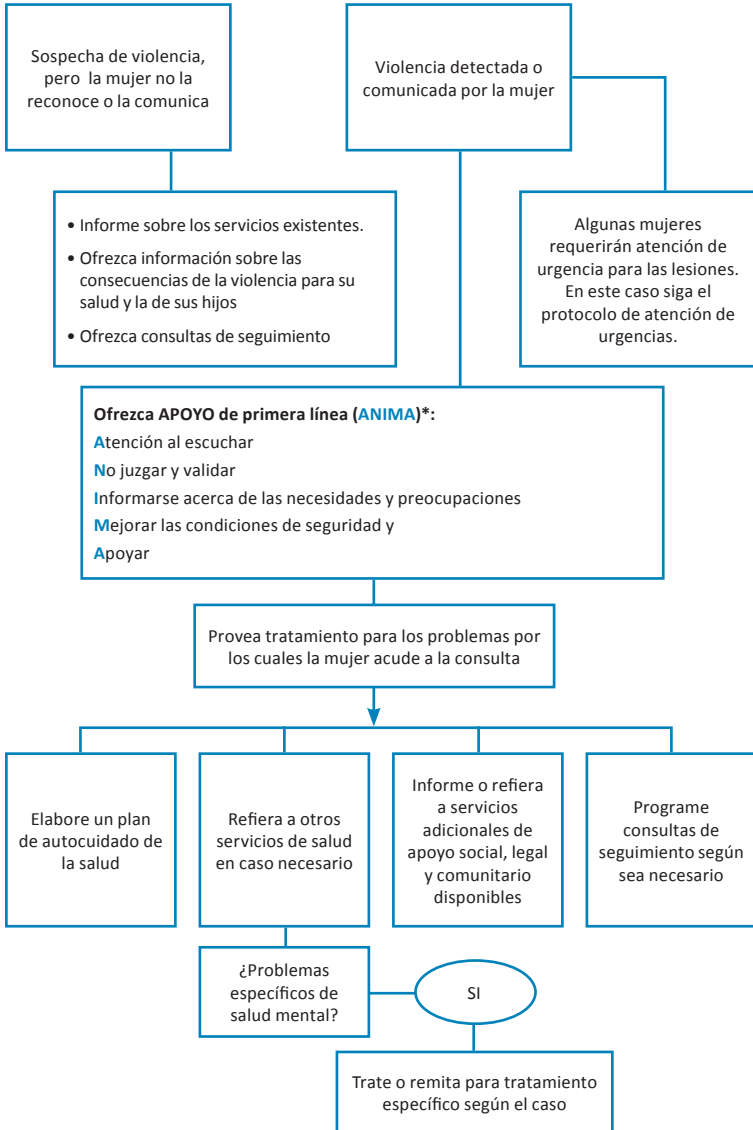 Sospecha de violencia,
pero la mujer no la
reconoce o la comunica
Violencia detectada o
comunicada por la mujer
• Informe sobre los servicios existentes.
• Ofrezca información sobre las
consecuencias de la violencia para su
salud y la de sus hijos
• Ofrezca consultas de seguimiento
Algunas mujeres
requerirán atención de
urgencia para las lesiones.
En este caso siga el
protocolo de atención de
urgencias.
Ofrezca APOYO de primera línea (ANIMA)*:
Atención al escuchar
No juzgar y validar
Informarse acerca de las necesidades y preocupaciones
Mejorar las condiciones de seguridad y
Apoyar
Provea tratamiento para los problemas por
los cuales la mujer acude a la consulta
Elabore un plan
de autocuidado de
la salud
Refiera a otros
servicios de salud
en caso necesario
Informe o refiera
a servicios
adicionales de
apoyo social, legal
y comunitario
disponibles
Programe
consultas de
seguimiento según
sea necesario
¿Problemas
específicos de
salud mental?
SI
Trate o remita para tratamiento
específico según el caso